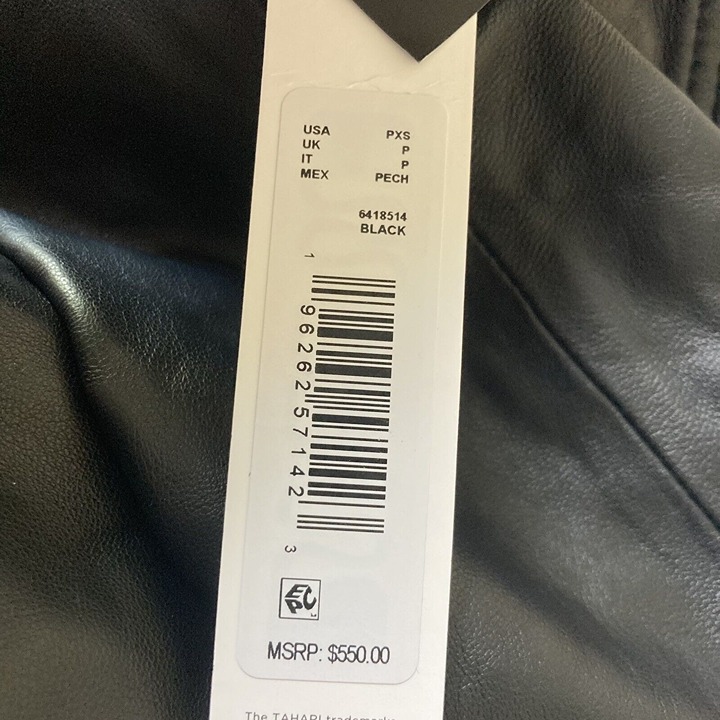 USA PXS
UK P
IT P
MEX PECH
6418514
BLACK
1 96262 57142 3
EPC
MSRP: $550.00
The TAHARI trademarks